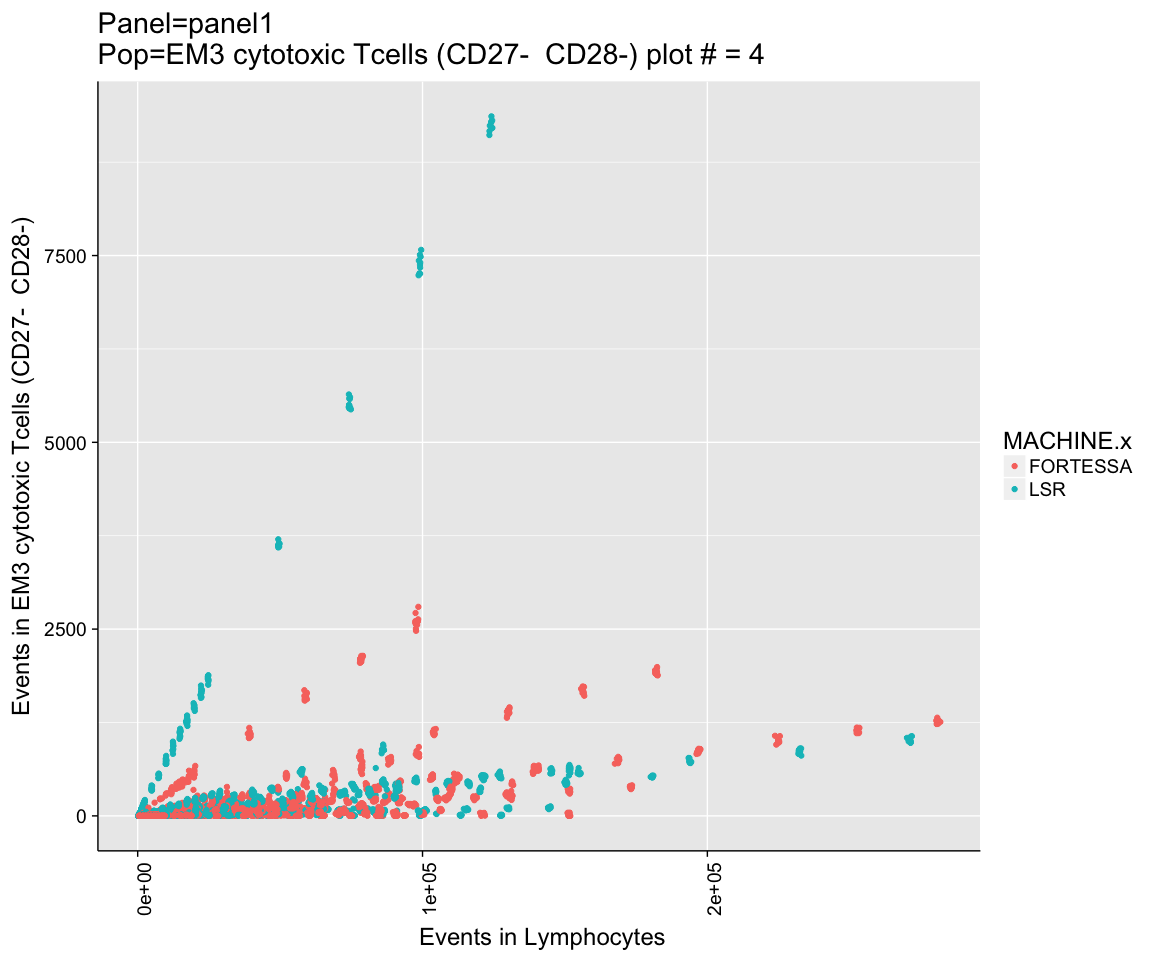 Panel=panel1
Pop=EM3 cytotoxic Tcells (CD27-  CD28-) plot # = 4
Events in EM3 cytotoxic Tcells (CD27-  CD28-)
7500
5000
2500
0
0e+00
1e+05
2e+05
Events in Lymphocytes
MACHINE.x
FORTESSA
LSR